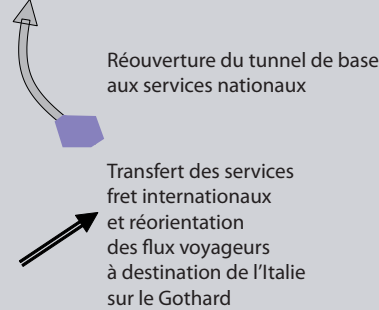 Réouverture du tunnel de base
aux services nationaux
Transfert des services
fret internationaux
et réorientation
des flux voyageurs
à destination de l'Italie
sur le Gothard